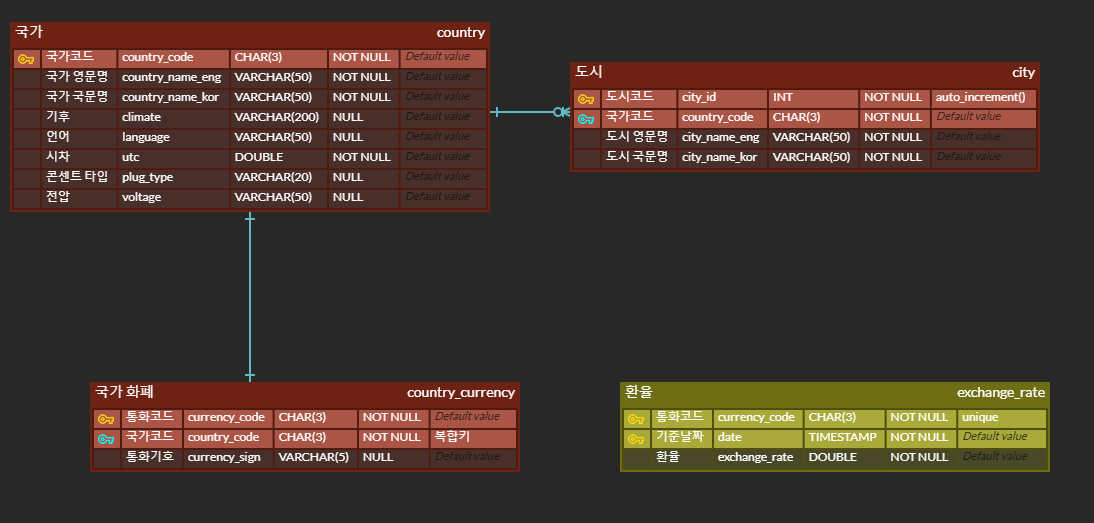 국가 country
국가코드 country_code CHAR(3) NOT NULL Default value
국가 영문명 country_name_eng VARCHAR(50) NOT NULL Default value
국가 국문명 country_name_kor VARCHAR(50) NOT NULL Default value
기후 climate VARCHAR(200) NULL Default value
언어 language VARCHAR(50) NULL Default value
시차 utc DOUBLE NOT NULL Default value
콘센트 타입 plug_type VARCHAR(20) NULL Default value
전압 voltage VARCHAR(50) NULL Default value
도시 city
도시코드 city_id INT NOT NULL auto_increment()
국가코드 country_code CHAR(3) NOT NULL Default value
도시 영문명 city_name_eng VARCHAR(50) NOT NULL Default value
도시 국문명 city_name_kor VARCHAR(50) NOT NULL Default value
국가 화폐 country_currency
통화코드 currency_code CHAR(3) NOT NULL Default value
국가코드 country_code CHAR(3) NOT NULL 복합키
통화기호 currency_sign VARCHAR(5) NULL Default value
환율 exchange_rate
통화코드 currency_code CHAR(3) NOT NULL unique
기준날짜 date TIMESTAMP NOT NULL Default value
환율 exchange_rate DOUBLE NOT NULL Default value